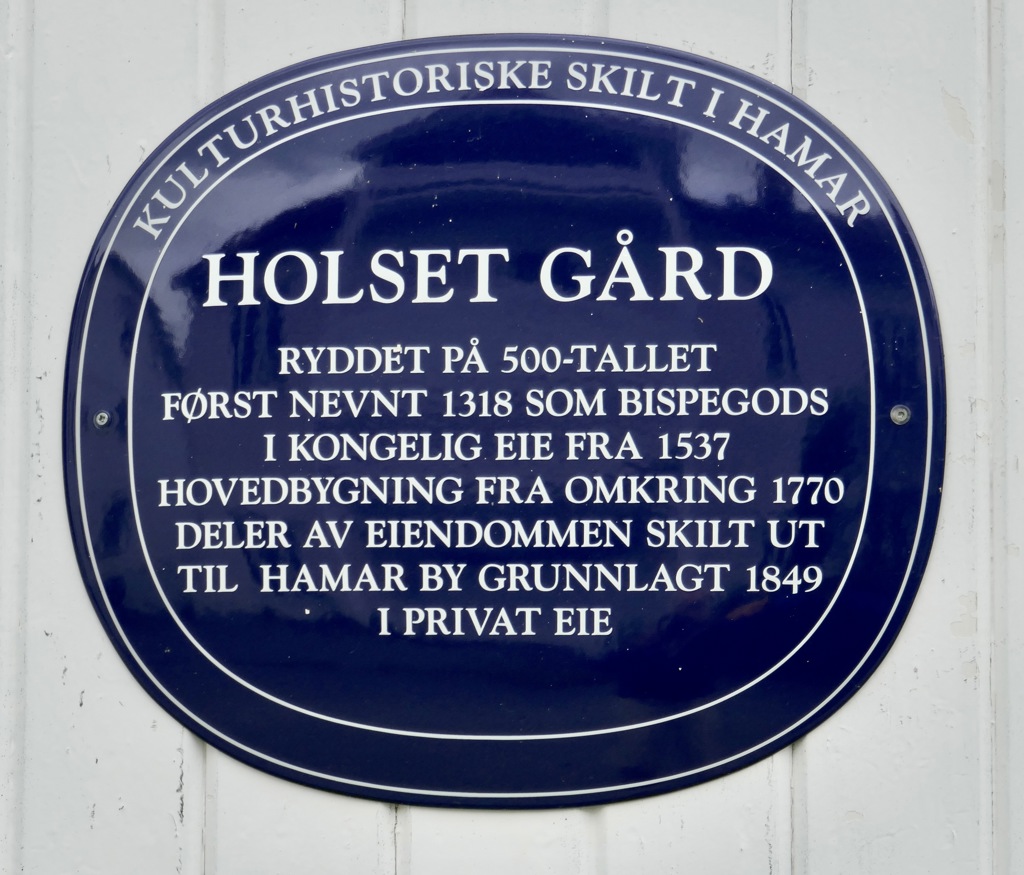 KULTURHISTORISKE SKILT I HAMAR
HOLSET GÅRD
RYDDET PÅ 500-TALLET
FØRST NEVNT 1318 SOM BISPEGODS
I KONGELIG EIE FRA 1537
HOVEDBYGNING FRA OMKRING 1770
DELER AV EIENDOMMEN SKILT UT
TIL HAMAR BY GRUNNLAGT 1849
I PRIVAT EIE